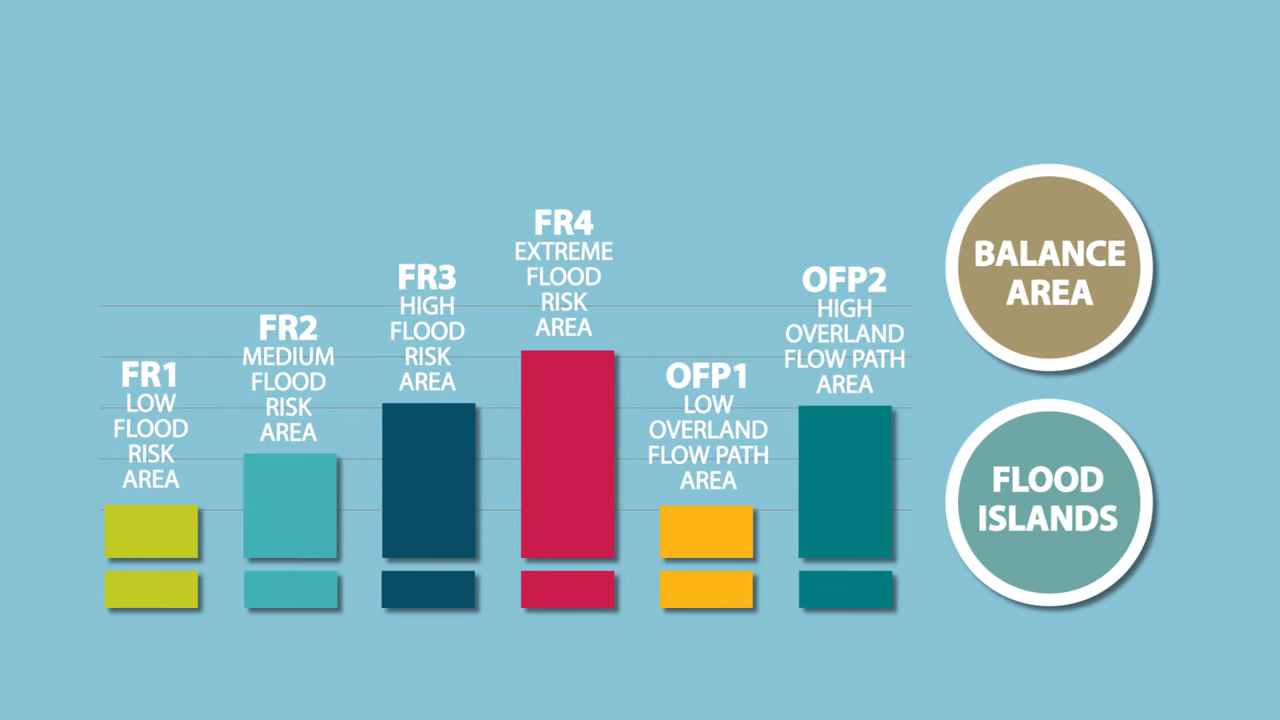 FR1
LOW
FLOOD
RISK
AREA
FR2
MEDIUM
FLOOD
RISK
AREA
FR3
HIGH
FLOOD
RISK
AREA
FR4
EXTREME
FLOOD
RISK
AREA
OFP1
LOW
OVERLAND
FLOW PATH
AREA
OFP2
HIGH
OVERLAND
FLOW PATH
AREA
BALANCE
AREA
FLOOD
ISLANDS